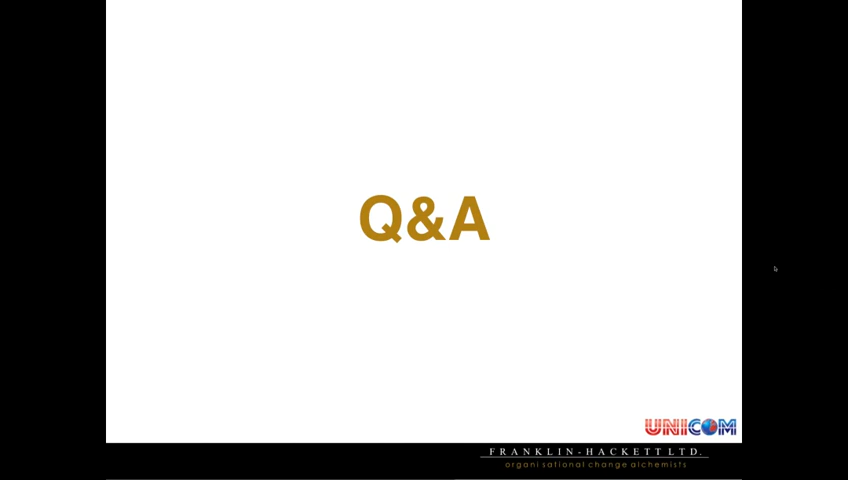 Q&A
UNICOM
FRANKLIN-HACKETT LTD.
organisational change alchemists